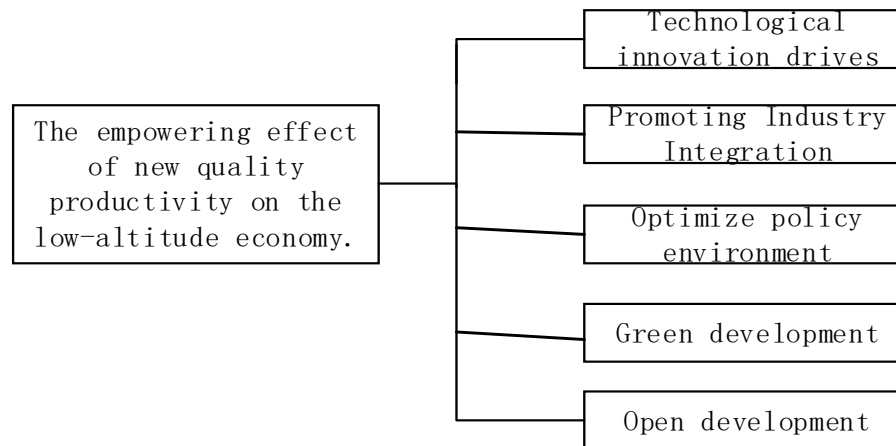 The empowering effect
of new quality
productivity on the
low-altitude economy.
Technological
innovation drives
Promoting Industry
Integration
Optimize policy
environment
Green development
Open development